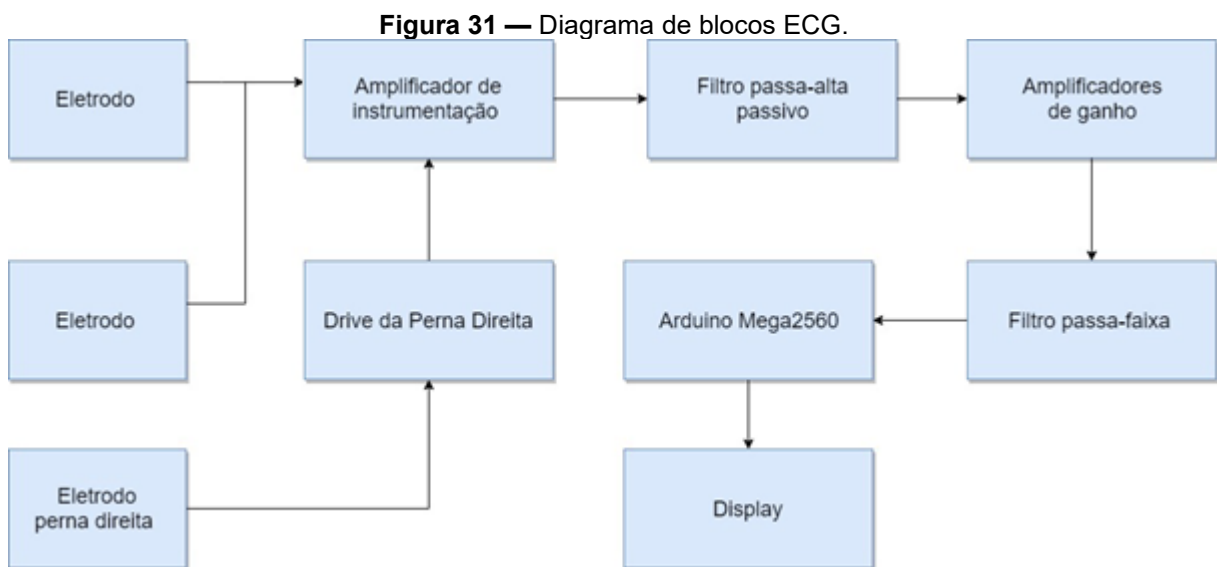 Figura 31 — Diagrama de blocos ECG.
Eletrodo
Amplificador de
instrumentação
Filtro passa-alta
passivo
Amplificadores
de ganho
Eletrodo
Drive da Perna Direita
Arduino Mega2560
Filtro passa-faixa
Eletrodo
perna direita
Display